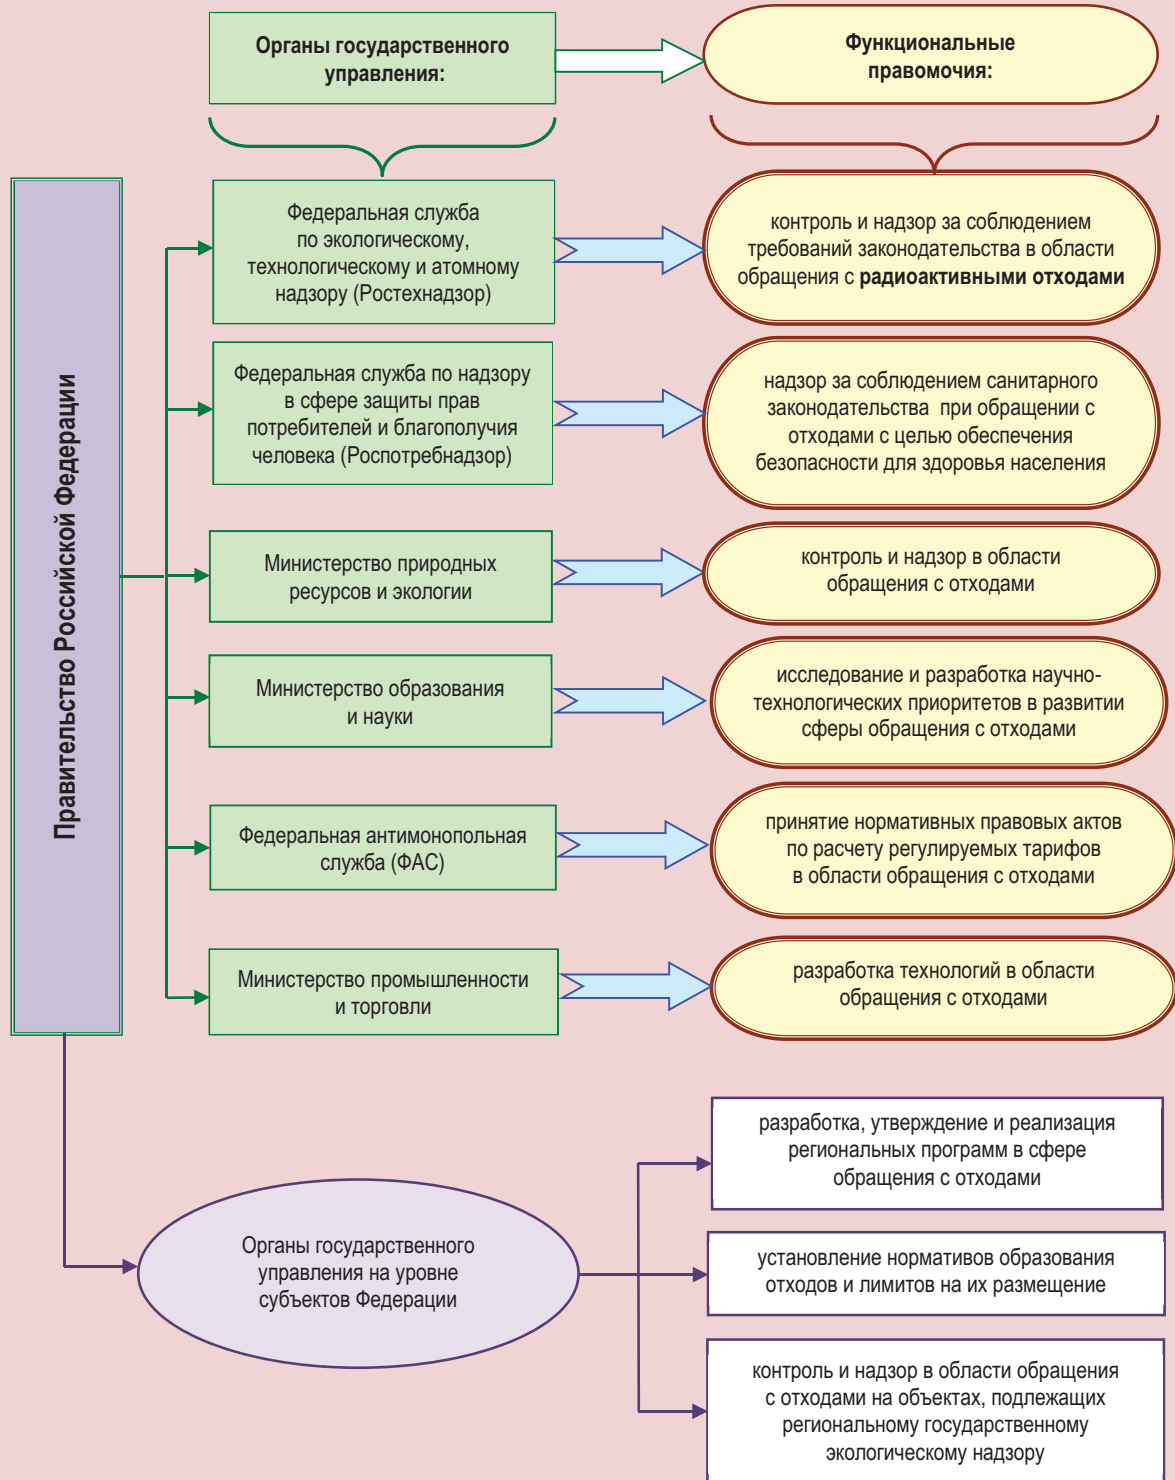 Органы государственного
управления:
Функциональные
правомочия:
Правительство Российской Федерации
Федеральная служба
по экологическому,
технологическому и атомному
надзору (Ростехнадзор)
контроль и надзор за соблюдением
требований законодательства в области
обращения с радиоактивными отходами
Федеральная служба по надзору
в сфере защиты прав
потребителей и благополучия
человека (Роспотребнадзор)
надзор за соблюдением санитарного
законодательства при обращении с
отходами с целью обеспечения
безопасности для здоровья населения
Министерство природных
ресурсов и экологии
контроль и надзор в области
обращения с отходами
Министерство образования
и науки
исследование и разработка научно-
технологических приоритетов в развитии
сферы обращения с отходами
Федеральная антимонопольная
служба (ФАС)
принятие нормативных правовых актов
по расчету регулируемых тарифов
в области обращения с отходами
Министерство промышленности
и торговли
разработка технологий в области
обращения с отходами
Органы государственного
управления на уровне
субъектов Федерации
разработка, утверждение и реализация
региональных программ в сфере
обращения с отходами
установление нормативов образования
отходов и лимитов на их размещение
контроль и надзор в области обращения
с отходами на объектах, подлежащих
региональному государственному
экологическому надзору